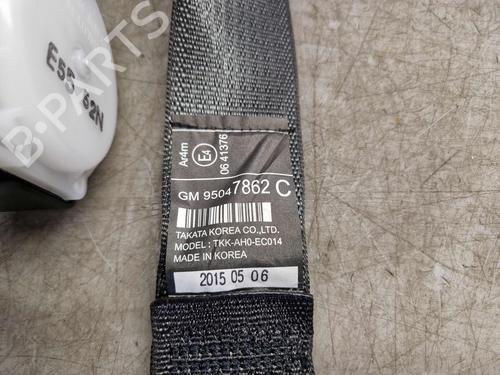 E55 62N
B-PARTS
Ar4m
E4
06 41376
GM 95047862 C
TAKATA KOREA CO.,LTD.
MODEL : TKK-AH0-EC014
MADE IN KOREA
2015 05 06